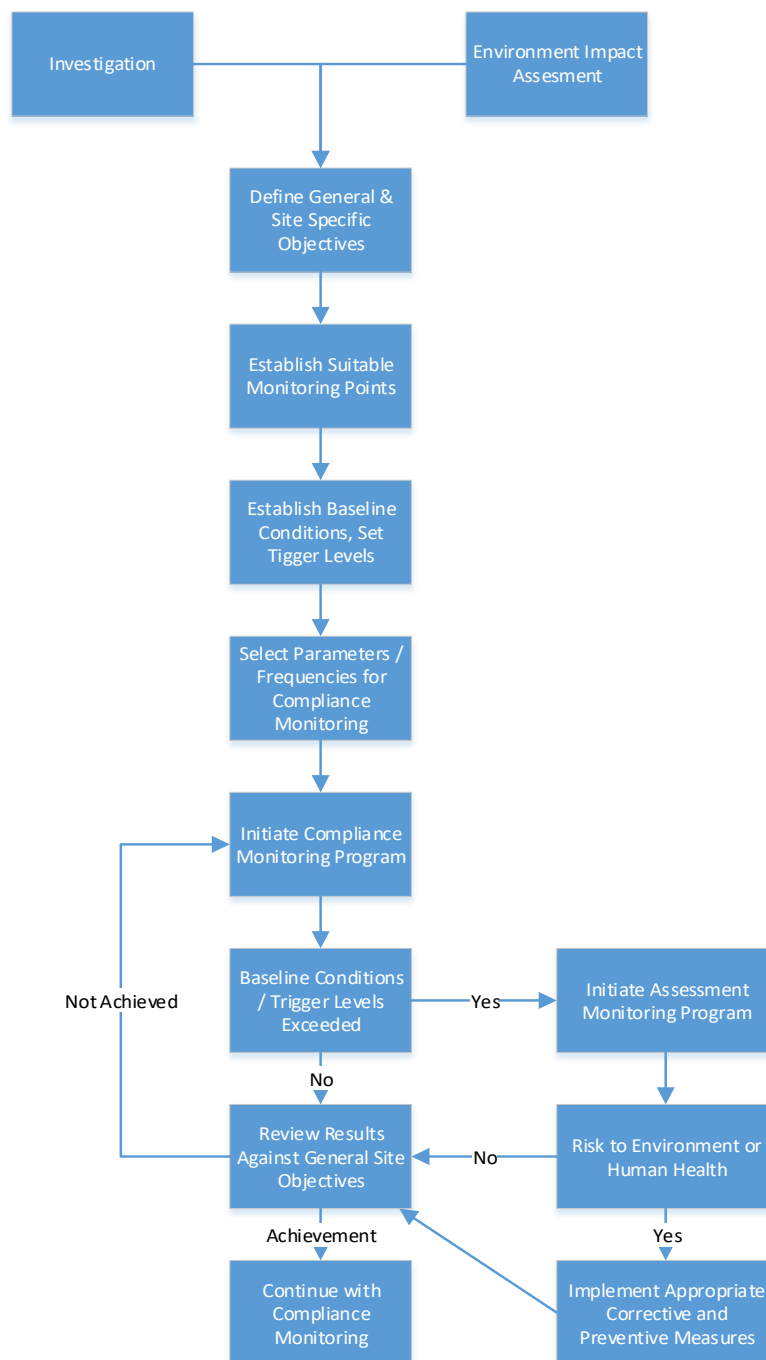 Investigation
Environment Impact
Assesment
Define General &
Site Specific
Objectives
Establish Suitable
Monitoring Points
Establish Baseline
Conditions, Set
Tigger Levels
Select Parameters /
Frequencies for
Compliance
Monitoring
Initiate Compliance
Monitoring Program
Baseline Conditions
/ Trigger Levels
Exceeded
Yes
Initiate Assessment
Monitoring Program
Not Achieved
No
Review Results
Against General Site
Objectives
No
Risk to Environment or
Human Health
Achievement
Yes
Continue with
Compliance
Monitoring
Implement Appropriate
Corrective and
Preventive Measures